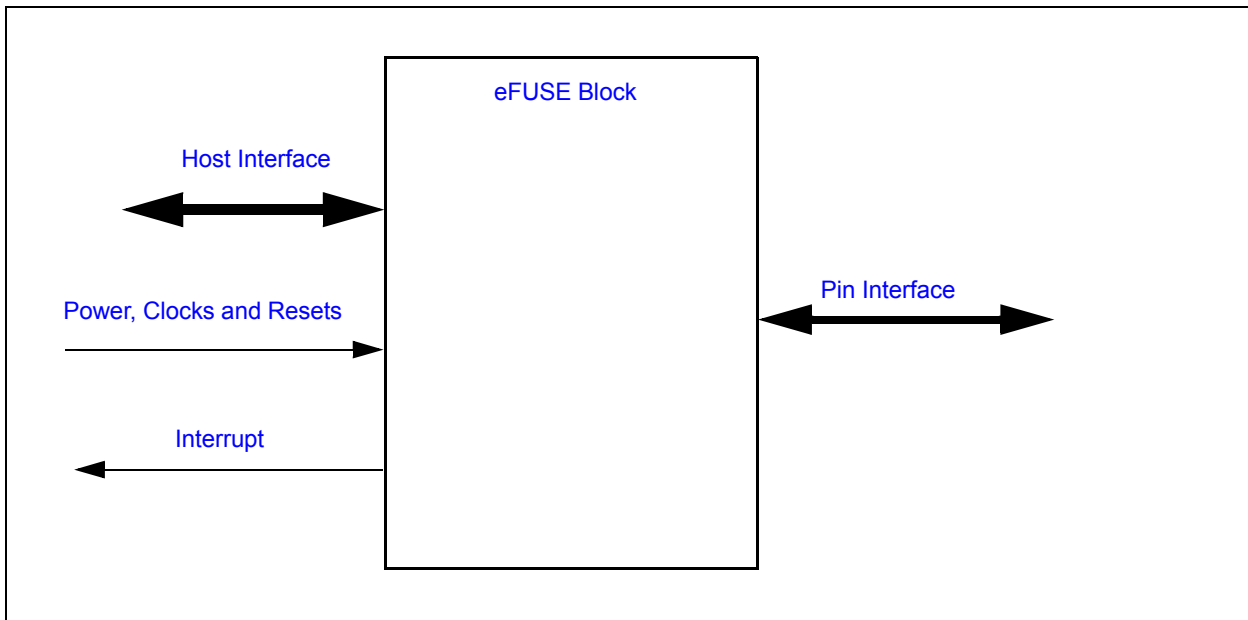 eFUSE Block
Host Interface
Power, Clocks and Resets
Pin Interface
Interrupt